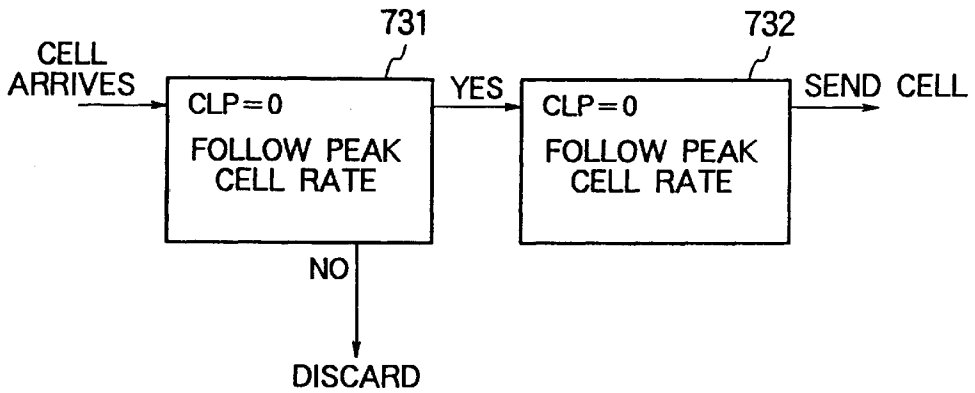 731
732
CELL
ARRIVES
YES
SEND CELL
CLP=0
FOLLOW PEAK
CELL RATE
CLP=0
FOLLOW PEAK
CELL RATE
NO
DISCARD